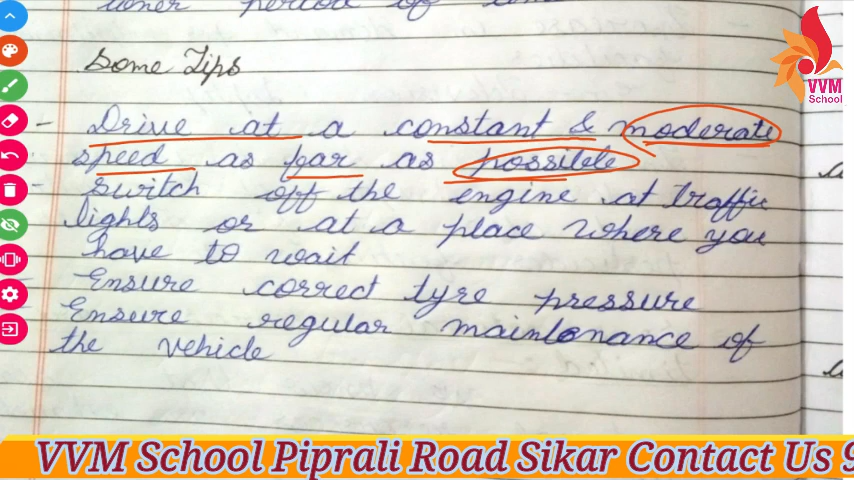 Some Tips
- Drive at a constant & moderate
speed as far as possible
- switch off the engine at traffic
lights or at a place where you
have to wait
- Ensure correct tyre pressure
Ensure regular maintenance of
the vehicle
VVM
School
VVM School Piprali Road Sikar Contact Us 9